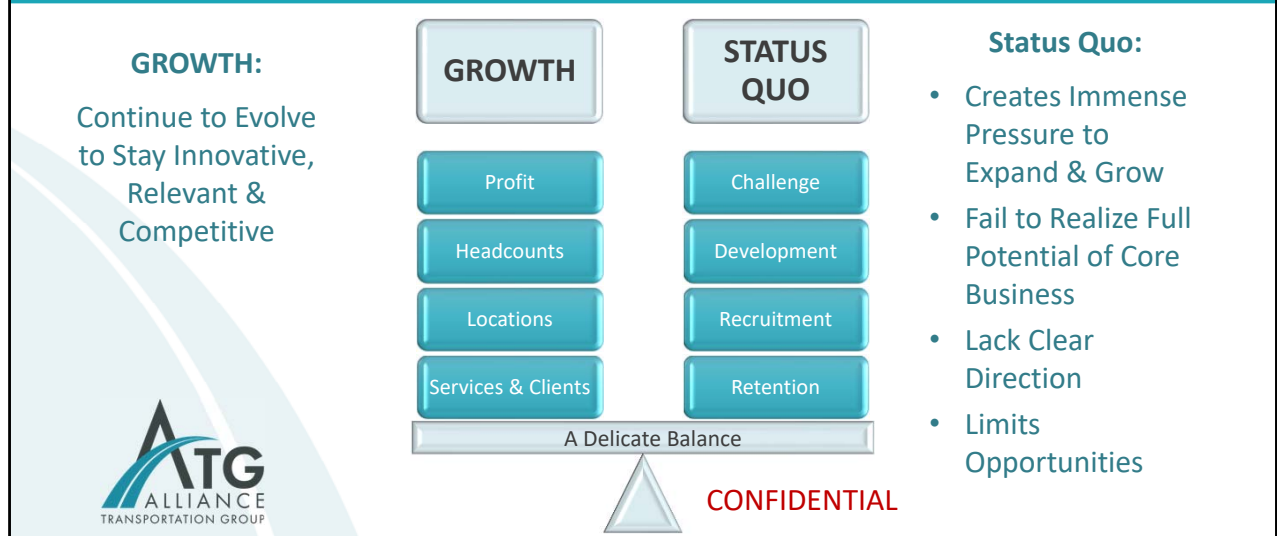 GROWTH:
Continue to Evolve
to Stay Innovative,
Relevant &
Competitive
GROWTH
Profit
Headcounts
Locations
Services & Clients
STATUS
QUO
Challenge
Development
Recruitment
Retention
A Delicate Balance
CONFIDENTIAL
Status Quo:
• Creates Immense
Pressure to
Expand & Grow
• Fail to Realize Full
Potential of Core
Business
• Lack Clear
Direction
• Limits
Opportunities
ATG
ALLIANCE
TRANSPORTATION GROUP